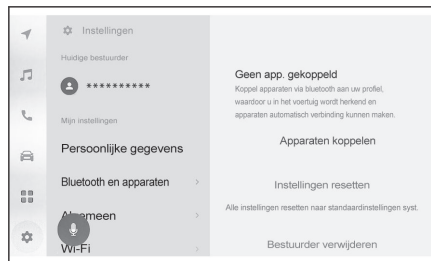 Instellingen
Huidige bestuurder
**********
Mijn instellingen
Persoonlijke gegevens
Bluetooth en apparaten
Algemeen
Wi-Fi
Geen app. gekoppeld
Koppel apparaten via bluetooth aan uw profiel,
waardoor u in het voertuig wordt herkend en
apparaten automatisch verbinding kunnen maken.
Apparaten koppelen
Instellingen resetten
Alle instellingen resetten naar standaardinstellingen syst.
Bestuurder verwijderen